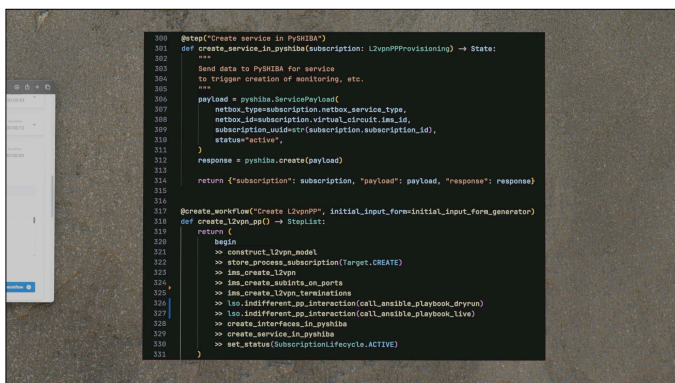 300 @step("Create service in PySHIBA")
301 def create_service_in_pyshiba(subscription: L2vpnPPProvisioning) → State:
302     """
303     Send data to PySHIBA for service
304     to trigger creation of monitoring, etc.
305     """
306     payload = pyshiba.ServicePayload(
307         netbox_type=subscription.netbox_service_type,
308         netbox_id=subscription.virtual_circuit.ims_id,
309         subscription_uuid=str(subscription.subscription_id),
310         status="active",
311     )
312     response = pyshiba.create(payload)
313
314     return {"subscription": subscription, "payload": payload, "response": response}
315
316
317 @create_workflow("Create L2vpnPP", initial_input_form=initial_input_form_generator)
318 def create_l2vpn_pp() → StepList:
319     return (
320         begin
321         >> construct_l2vpn_model
322         >> store_process_subscription(Target.CREATE)
323         >> ims_create_l2vpn
324         >> ims_create_subints_on_ports
325         >> ims_create_l2vpn_terminations
326         >> lso.indifferent_pp_interaction(call_ansible_playbook_dryrun)
327         >> lso.indifferent_pp_interaction(call_ansible_playbook_live)
328         >> create_interfaces_in_pyshiba
329         >> create_service_in_pyshiba
330         >> set_status(SubscriptionLifecycle.ACTIVE)
331     )